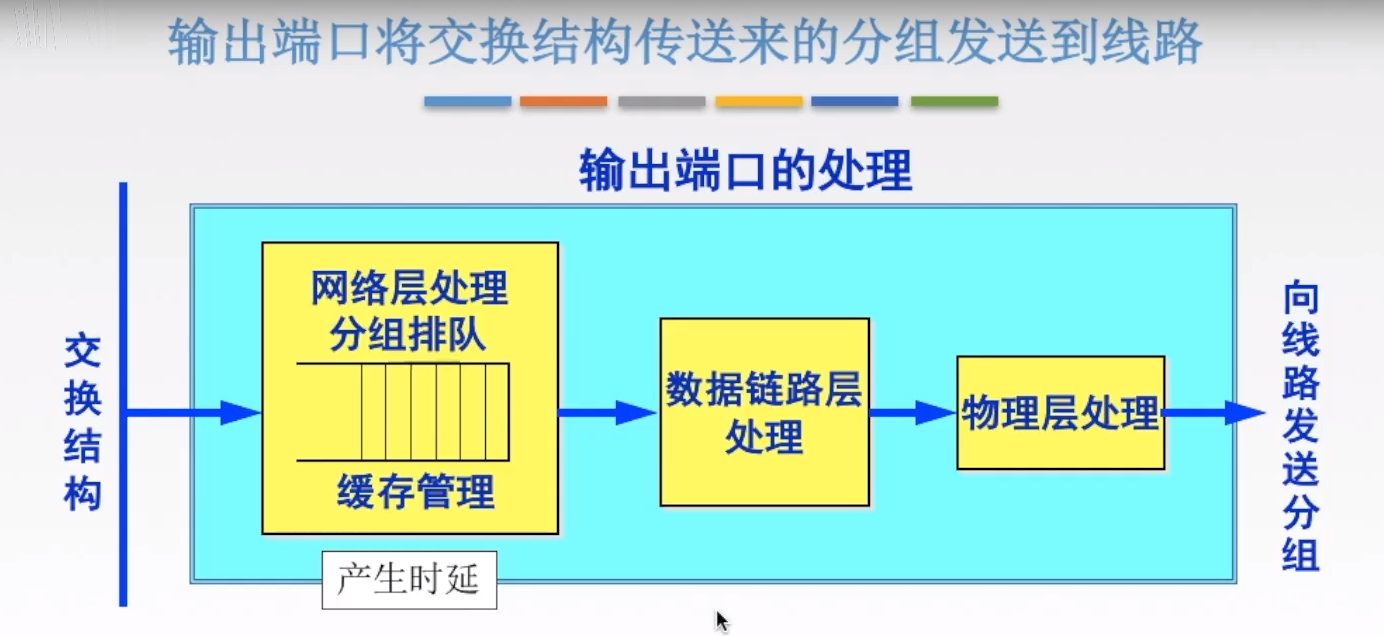 输出端口将交换结构传送来的分组发送到线路
输出端口的处理
交换结构
网络层处理
分组排队
缓存管理
产生时延
数据链路层
处理
物理层处理
向线路发送分组